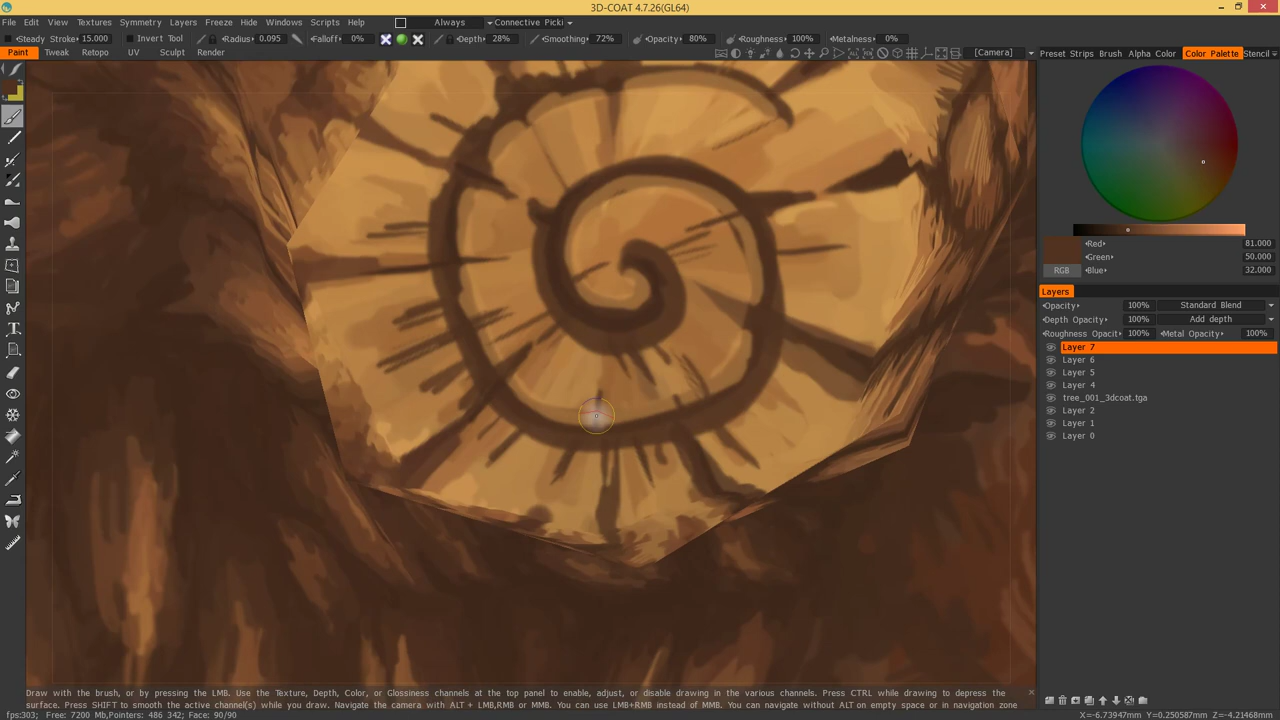 3D-COAT 4.7.26(GL64)
File Edit View Textures Symmetry Layers Freeze Hide Windows Scripts Help Always Connective Picki
Steady Stroke 15.000 Invert Tool Radius 0.095 Falloff 0% Depth 28% Smoothing 72% Opacity 80% Roughness 100% Metalness 0%
Paint Tweak Retopo UV Sculpt Render [Camera] Preset Strips Brush Alpha Color Color Palette Stencil
Red 81.000
Green 50.000
RGB Blue 32.000
Layers
Opacity 100% Standard Blend
Depth Opacity 100% Add depth
Roughness Opacit 100% Metal Opacity 100%
Layer 7
Layer 6
Layer 5
Layer 4
tree_001_3dcoat.tga
Layer 2
Layer 1
Layer 0
Draw with the brush, or by pressing the LMB. Use the Texture, Depth, Color, or Glossiness channels at the top panel to enable, adjust, or disable drawing in the various channels. Press CTRL while drawing to depress the
surface. Press SHIFT to smooth the active channel(s) while you draw. Navigate the camera with ALT + LMB,RMB or MMB. You can use LMB+RMB instead of MMB. You can navigate without ALT on empty space or in navigation zone
fps:303; Free: 7200 Mb,Pointers: 486 342; Face: 90/90 X=-6.73947mm Y=0.250587mm Z=-4.21468mm